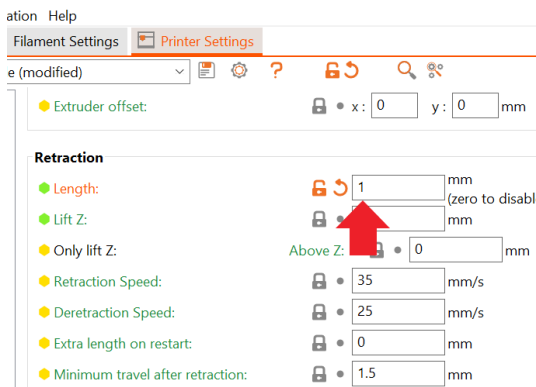 ation Help
Filament Settings Printer Settings
e (modified)
Extruder offset: x: 0 y: 0 mm
Retraction
Length: 1 mm
(zero to disabl
Lift Z: mm
Only lift Z: Above Z: 0 mm
Retraction Speed: 35 mm/s
Deretraction Speed: 25 mm/s
Extra length on restart: 0 mm
Minimum travel after retraction: 1.5 mm